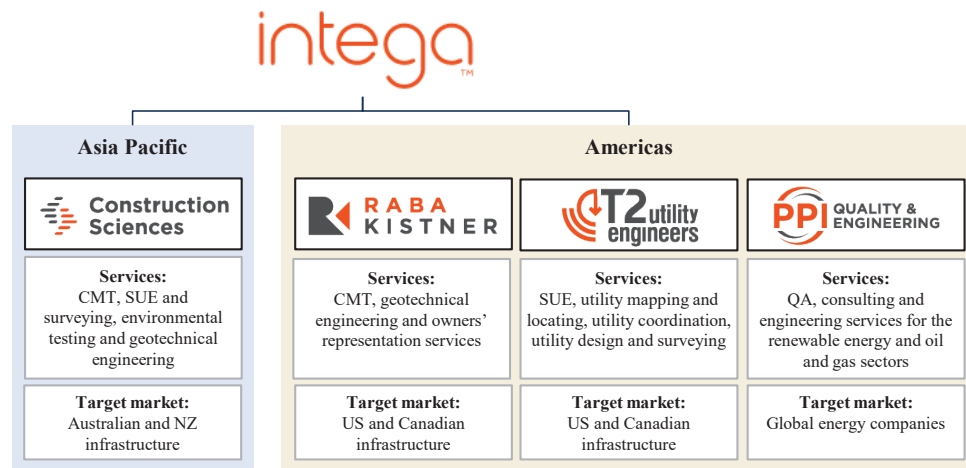 intega
TM
Asia Pacific
Construction
Sciences
Services:
CMT, SUE and
surveying, environmental
testing and geotechnical
engineering
Target market:
Australian and NZ
infrastructure
Americas
RABA
KISTNER
Services:
CMT, geotechnical
engineering and owners’
representation services
Target market:
US and Canadian
infrastructure
T2 utility
engineers
Services:
SUE, utility mapping and
locating, utility coordination,
utility design and surveying
Target market:
US and Canadian
infrastructure
PPI QUALITY &
ENGINEERING
Services:
QA, consulting and
engineering services for the
renewable energy and oil
and gas sectors
Target market:
Global energy companies